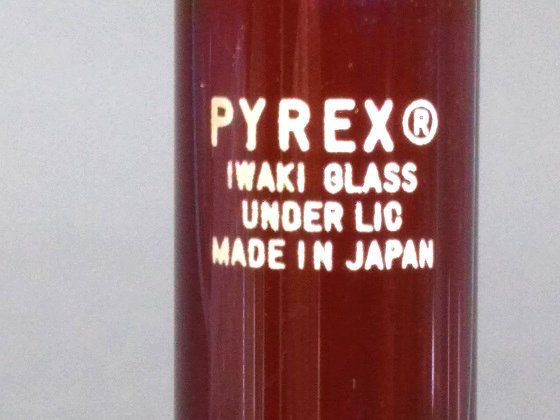 PYREX®
IWAKI GLASS
UNDER LIC
MADE IN JAPAN